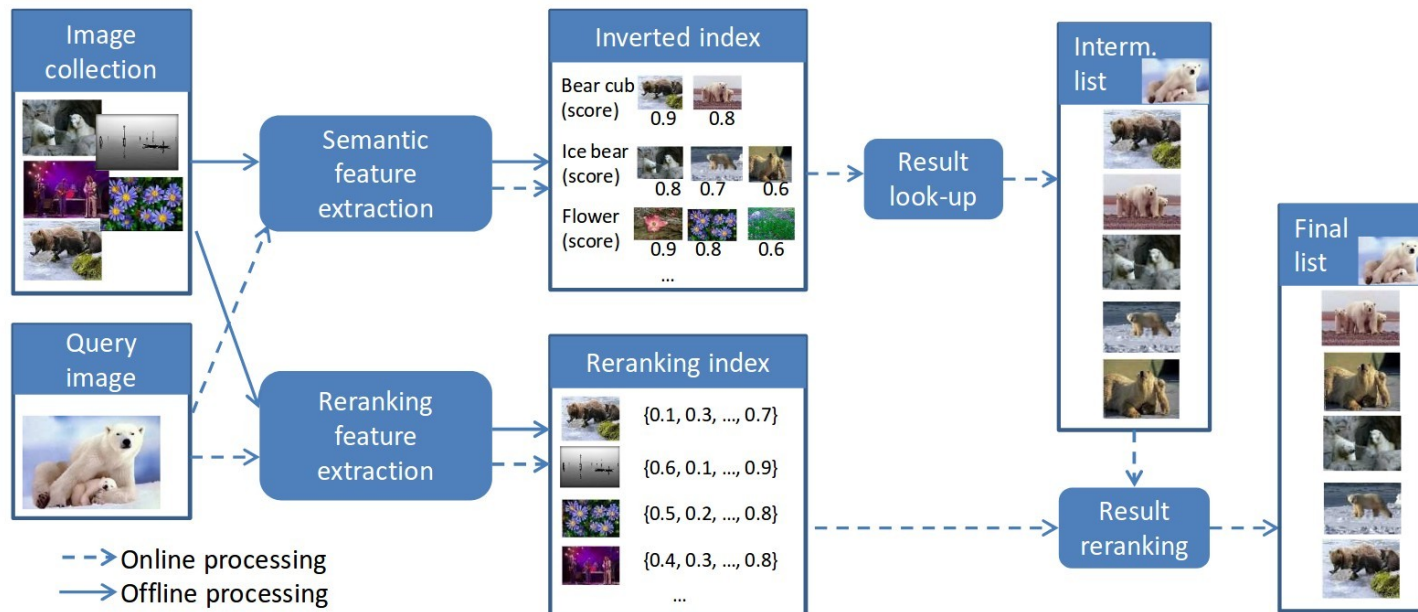 Image
collection
Semantic
feature
extraction
Inverted index
Bear cub
(score)
0.9 0.8
Ice bear
(score)
0.8 0.7 0.6
Flower
(score)
0.9 0.8 0.6
...
Result
look-up
Interm.
list
Final
list
Query
image
Reranking
feature
extraction
Reranking index
{0.1, 0.3, ..., 0.7}
{0.6, 0.1, ..., 0.9}
{0.5, 0.2, ..., 0.8}
{0.4, 0.3, ..., 0.8}
...
Result
reranking
Online processing
Offline processing